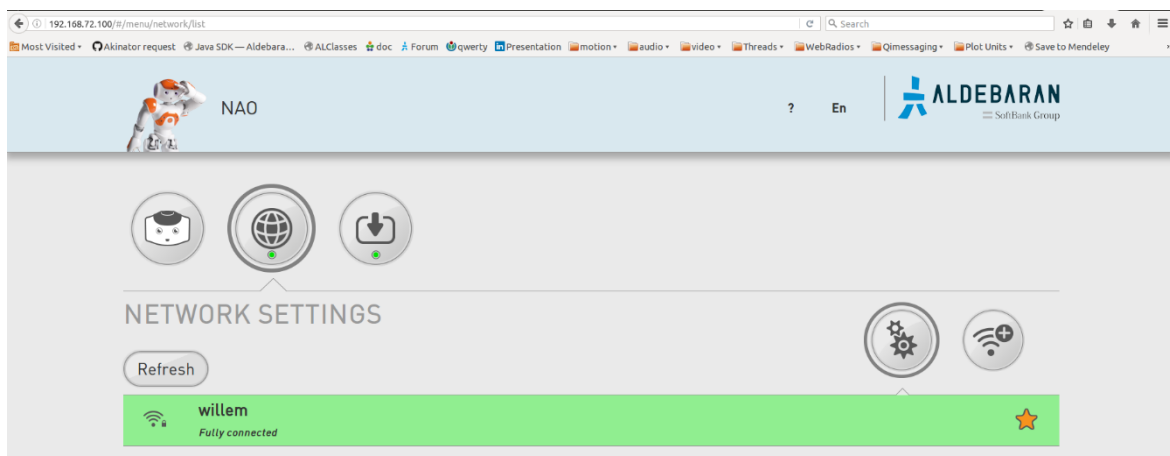 192.168.72.100/#/menu/network/list
Search
Most Visited Akinator request Java SDK — Aldebara... ALClasses doc Forum qwerty Presentation motion audio video Threads WebRadios Qimessaging Plot Units Save to Mendeley
NAO ? En ALDEBARAN
SoftBank Group
NETWORK SETTINGS
Refresh
willem
Fully connected